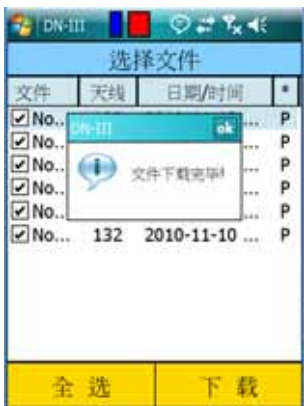 DN-III
选择文件
文件 天线 日期/时间 *
No.. ... P
DN-III ok
No.. P
文件下载完毕!
No.. ... P
No.. ... P
No.. ... P
No... 132 2010-11-10 ... P
全 选 下 载